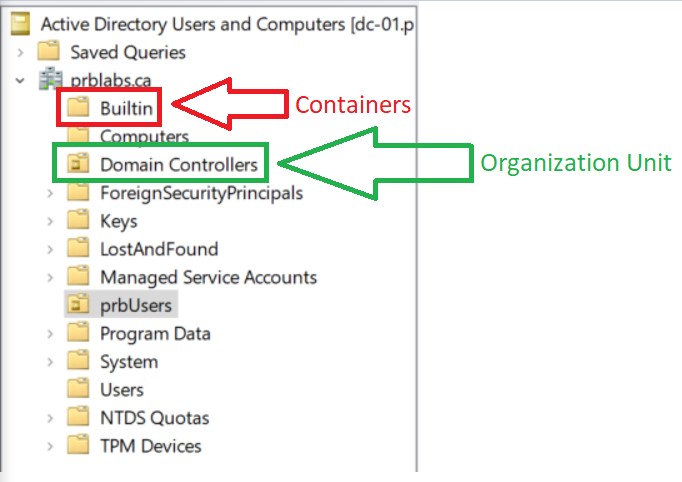 Active Directory Users and Computers [dc-01.p
Saved Queries
prblabs.ca
Builtin
Containers
Computers
Domain Controllers
Organization Unit
ForeignSecurityPrincipals
Keys
LostAndFound
Managed Service Accounts
prbUsers
Program Data
System
Users
NTDS Quotas
TPM Devices